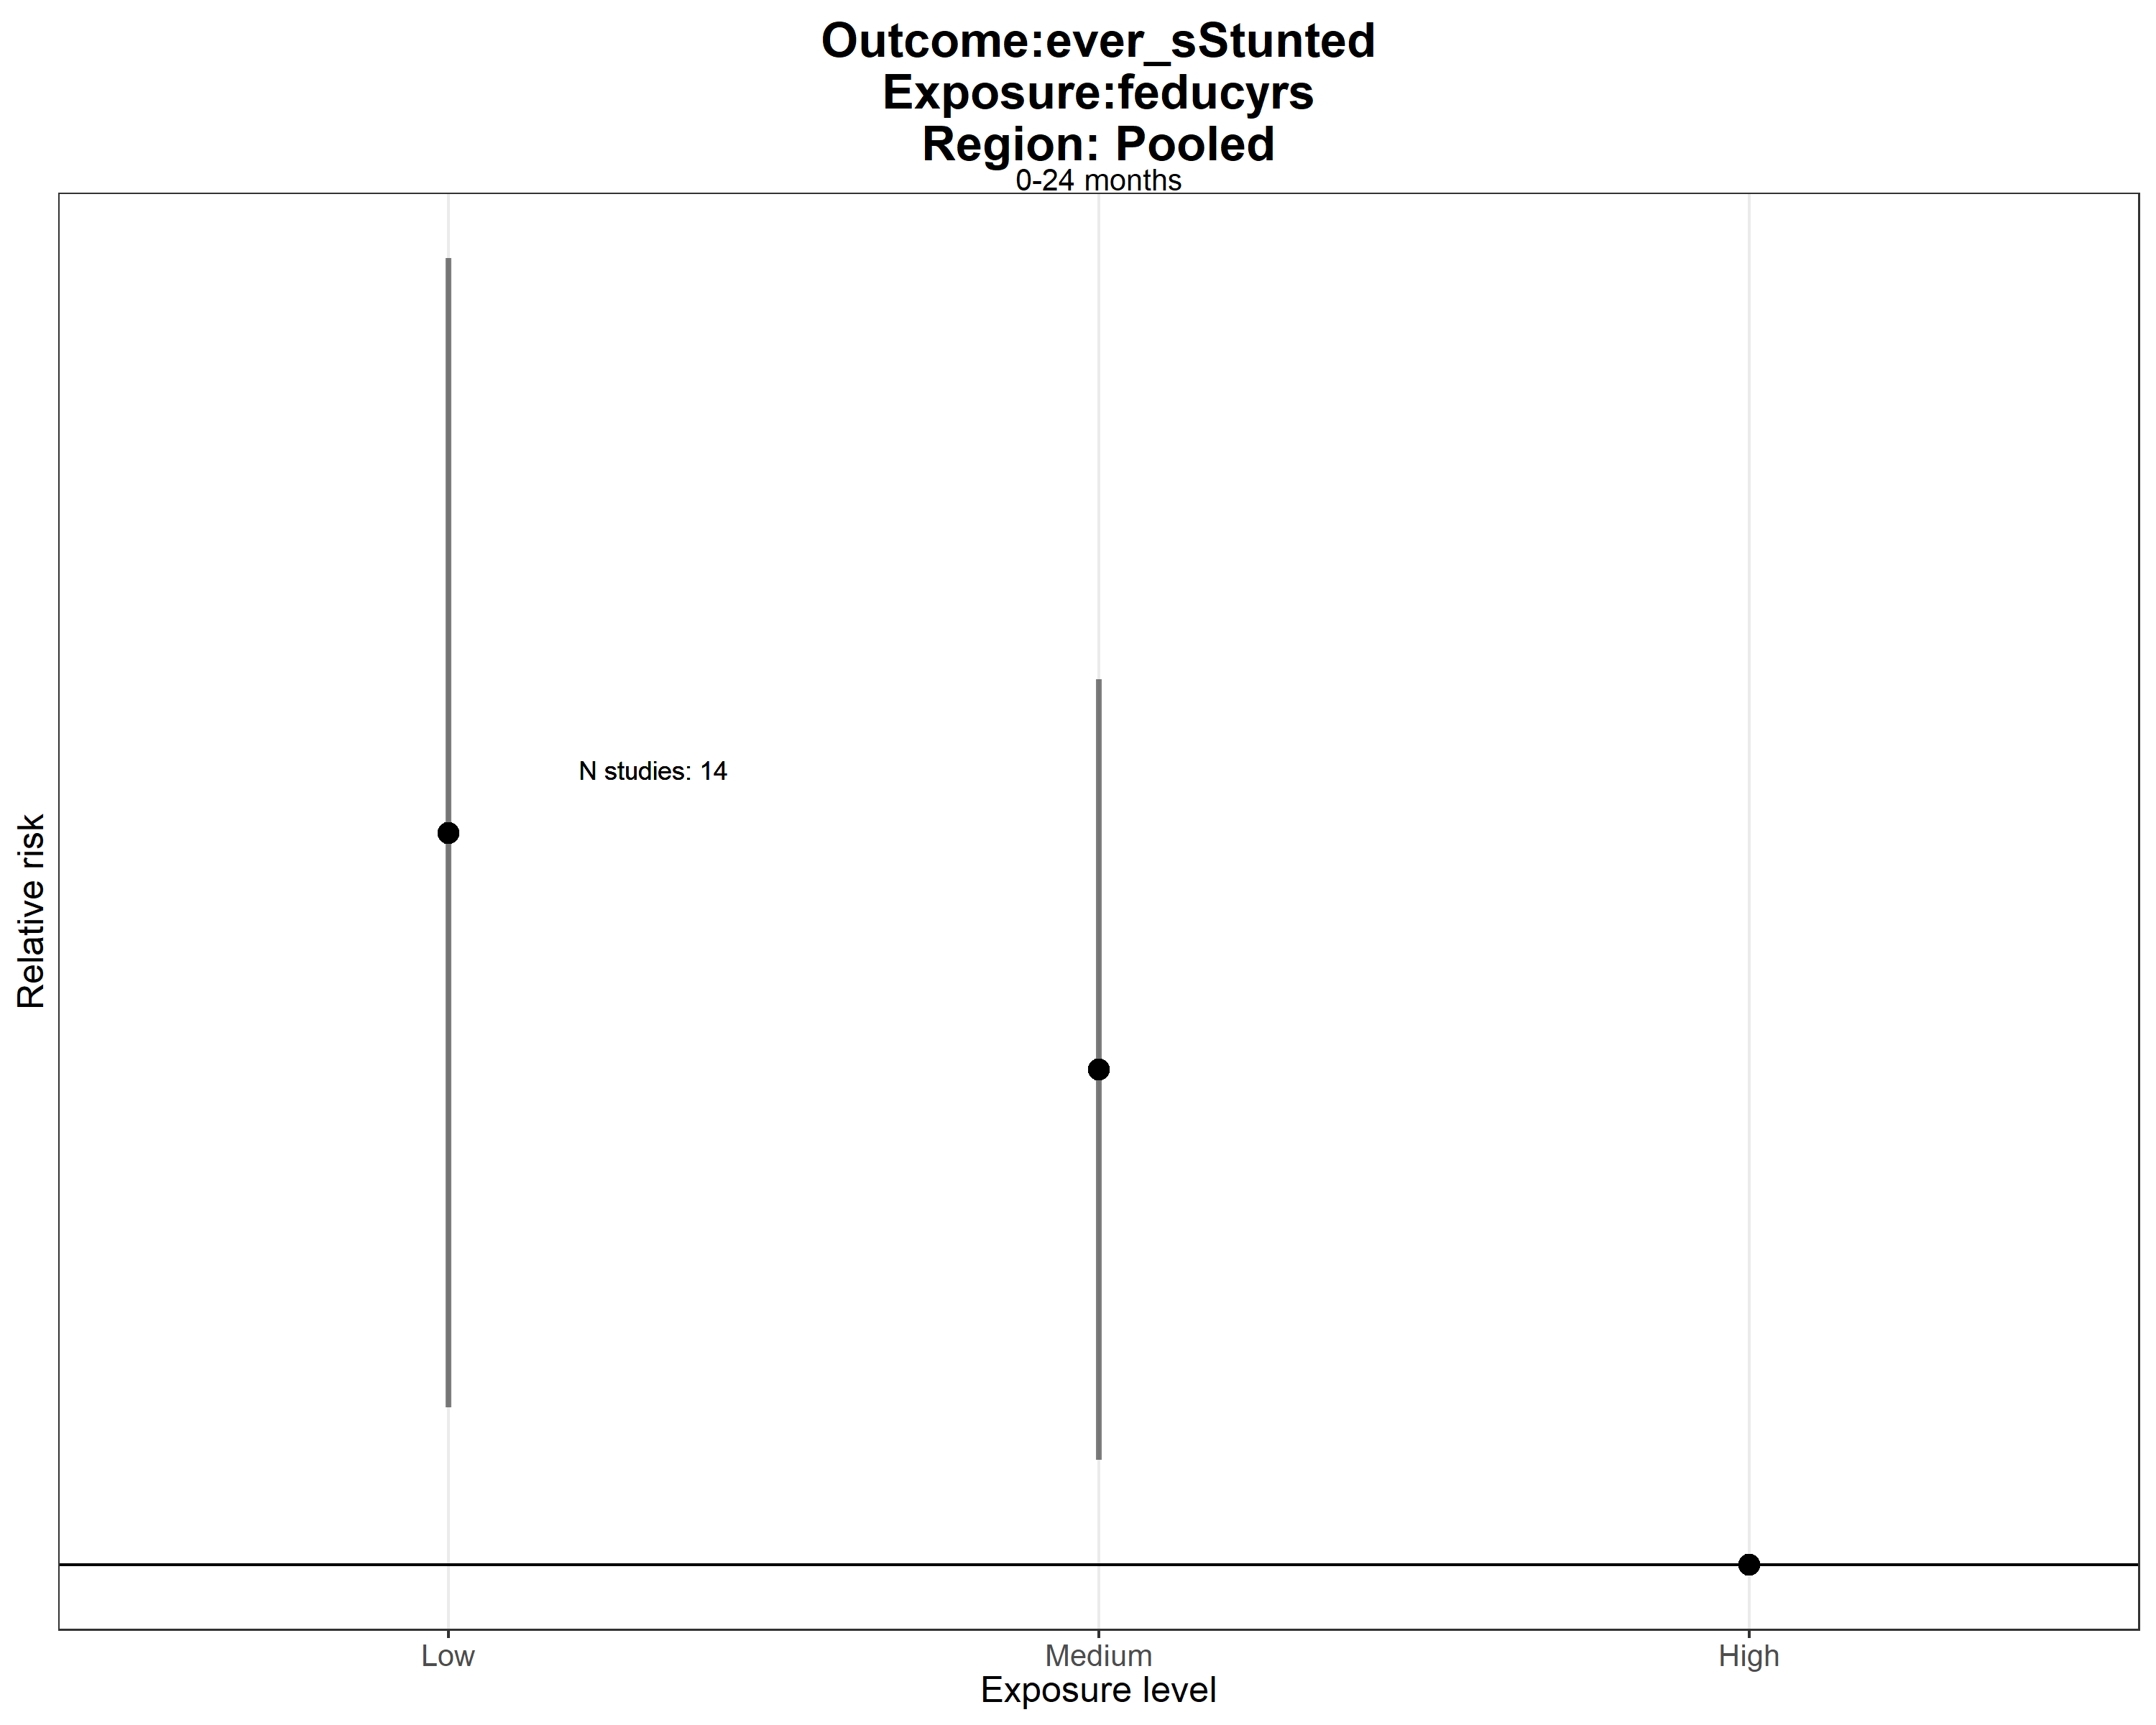 Outcome:ever_sStunted
Exposure:feducyrs
Region: Pooled
0-24 months
N studies: 14
Relative risk
Low
Medium
High
Exposure level